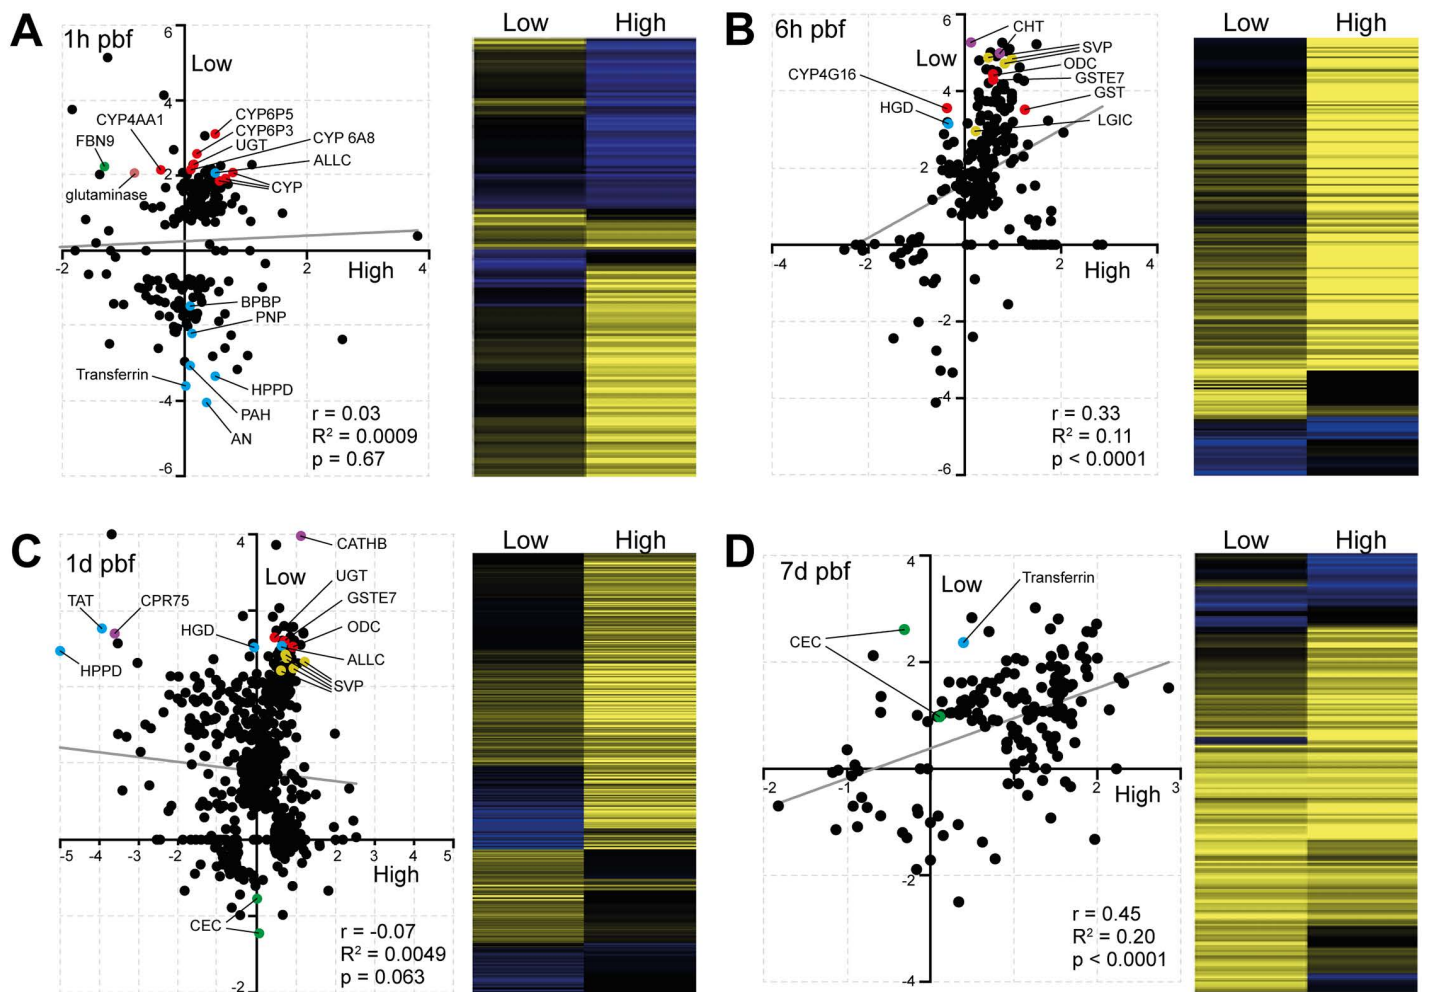 A
1h pbf
6
Low
4
CYP4AA1
CYP6P5
CYP6P3
UGT
CYP 6A8
FBN9
ALLC
2
CYP
glutaminase
-2
2
4
High
BPBP
PNP
Transferrin
HPPD
PAH
AN
-4
-6
r = 0.03
R² = 0.0009
p = 0.67
Low High
B
6h pbf
6
CHT
Low
SVP
ODC
CYP4G16
GSTE7
GST
4
HGD
LGIC
2
-4
-2
2
4
High
-2
-4
-6
r = 0.33
R² = 0.11
p < 0.0001
Low High
C
1d pbf
4
CATHB
Low
UGT
TAT
CPR75
GSTE7
HGD
ODC
ALLC
HPPD
SVP
-5 -4 -3 -2
2 3 4 5
High
CEC
-2
r = -0.07
R² = 0.0049
p = 0.063
Low High
D
7d pbf
4
Low
Transferrin
CEC
2
-2
-1
2
3
High
-2
-4
r = 0.45
R² = 0.20
p < 0.0001
Low High